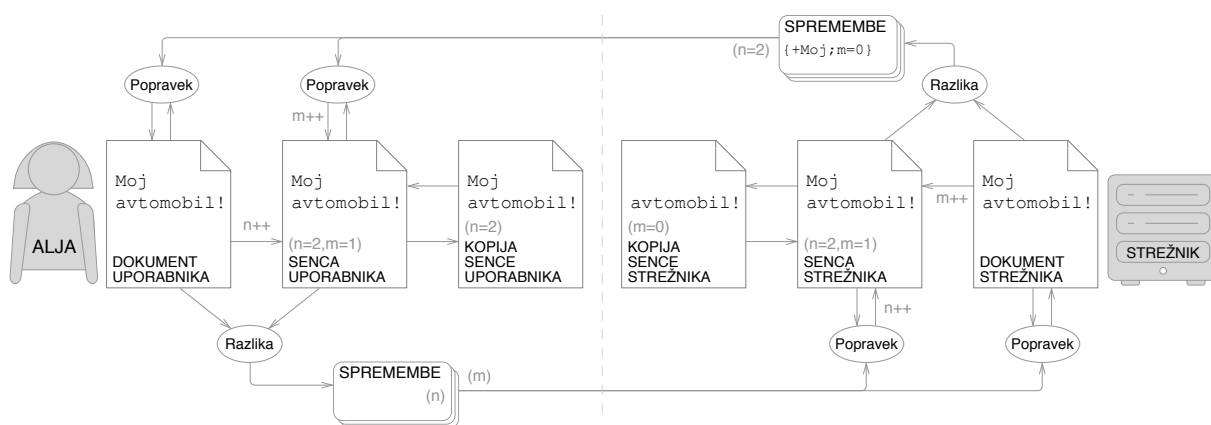 SPREMEMBE
{+Moj;m=0}
(n=2)
Popravek
Popravek
Razlika
m++
Moj
avtomobil!
DOKUMENT
UPORABNIKA
n++
Moj
avtomobil!
(n=2,m=1)
SENCA
UPORABNIKA
Moj
avtomobil!
(n=2)
KOPIJA
SENCE
UPORABNIKA
avtomobil!
(m=0)
KOPIJA
SENCE
STREŽNIKA
Moj
avtomobil!
(n=2,m=1)
SENCA
STREŽNIKA
m++
Moj
avtomobil!
DOKUMENT
STREŽNIKA
ALJA
STREŽNIK
n++
Razlika
Popravek
Popravek
SPREMEMBE
(n)
(m)